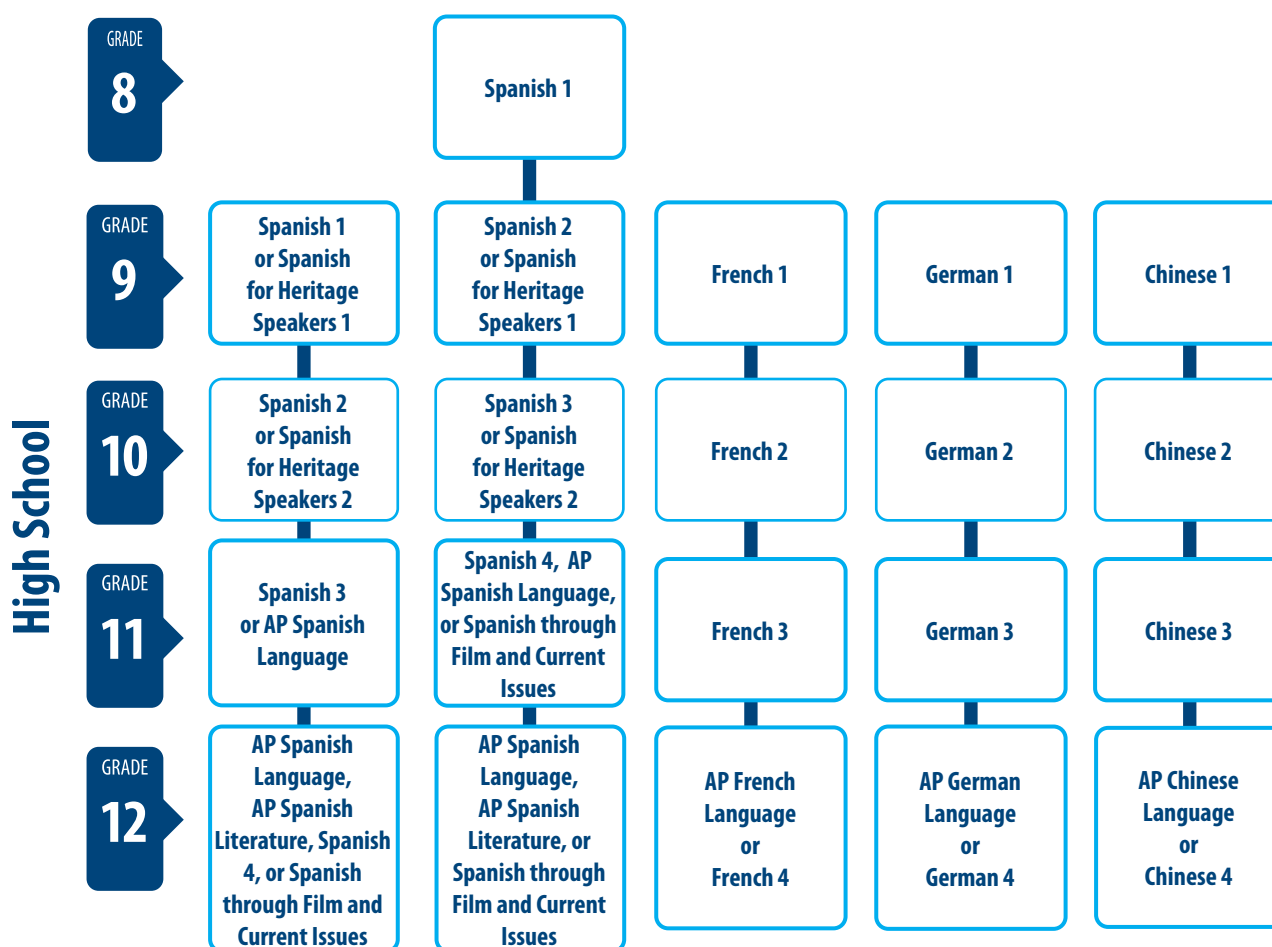 High School
GRADE
8
Spanish 1
GRADE
9
Spanish 1
or Spanish
for Heritage
Speakers 1
Spanish 2
or Spanish
for Heritage
Speakers 1
French 1
German 1
Chinese 1
GRADE
10
Spanish 2
or Spanish
for Heritage
Speakers 2
Spanish 3
or Spanish
for Heritage
Speakers 2
French 2
German 2
Chinese 2
GRADE
11
Spanish 3
or AP Spanish
Language
Spanish 4, AP
Spanish Language,
or Spanish through
Film and Current
Issues
French 3
German 3
Chinese 3
GRADE
12
AP Spanish
Language,
AP Spanish
Literature, Spanish
4, or Spanish
through Film and
Current Issues
AP Spanish
Language,
AP Spanish
Literature, or
Spanish through
Film and Current
Issues
AP French
Language
or
French 4
AP German
Language
or
German 4
AP Chinese
Language
or
Chinese 4